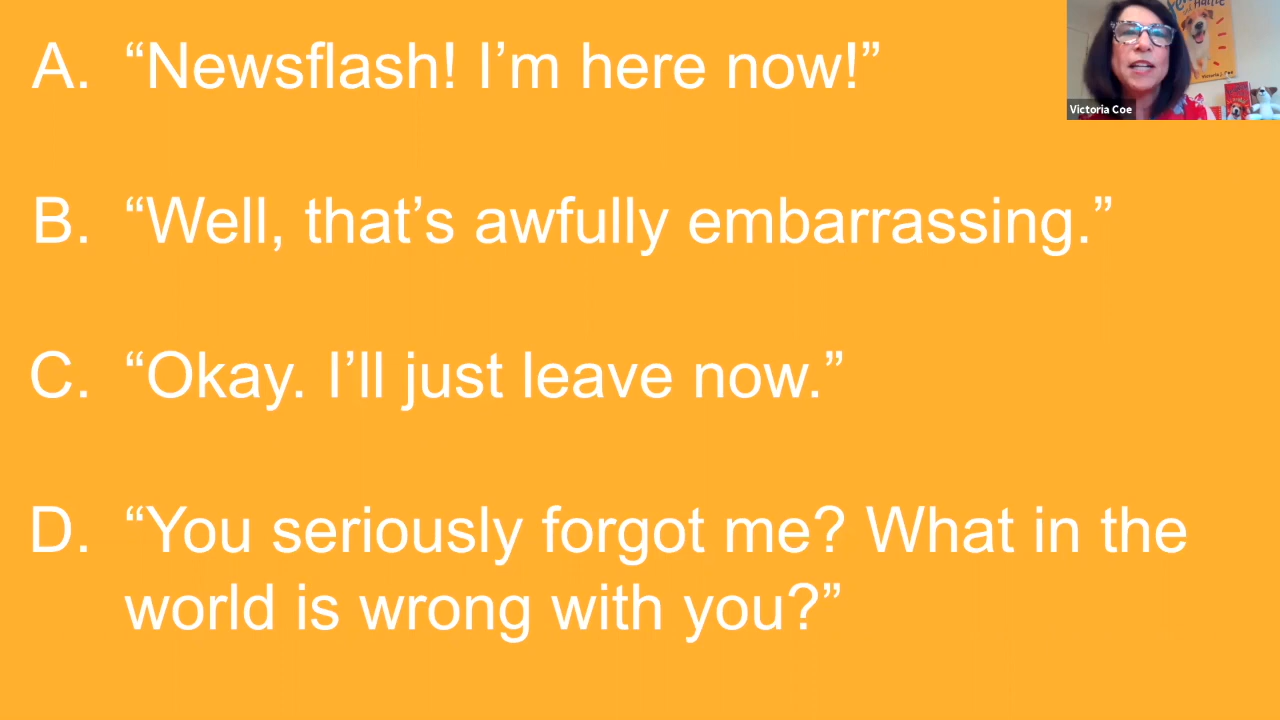 A. “Newsflash! I’m here now!”
Victoria Coe
B. “Well, that’s awfully embarrassing.”
C. “Okay. I’ll just leave now.”
D. “You seriously forgot me? What in the
world is wrong with you?”